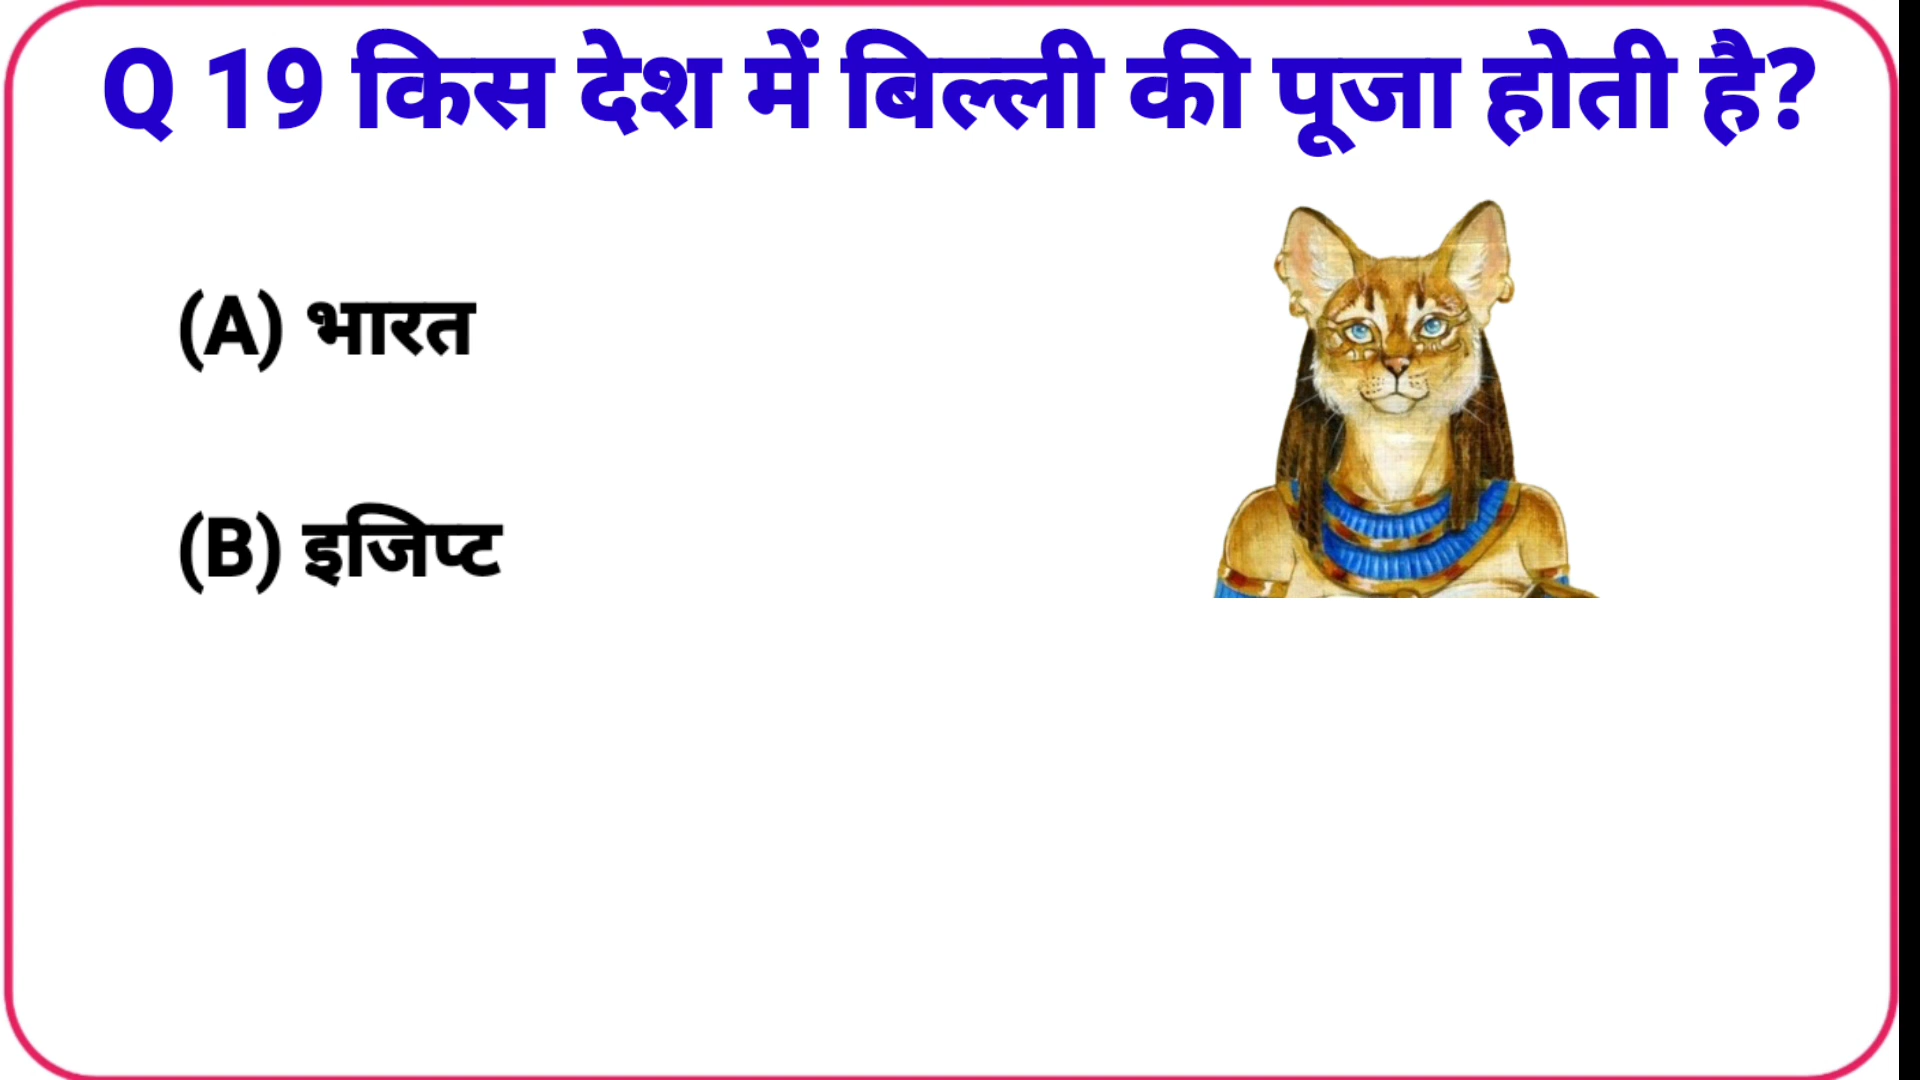 Q 19 किस देश में बिल्ली की पूजा होती है?
(A) भारत
(B) इजिप्ट